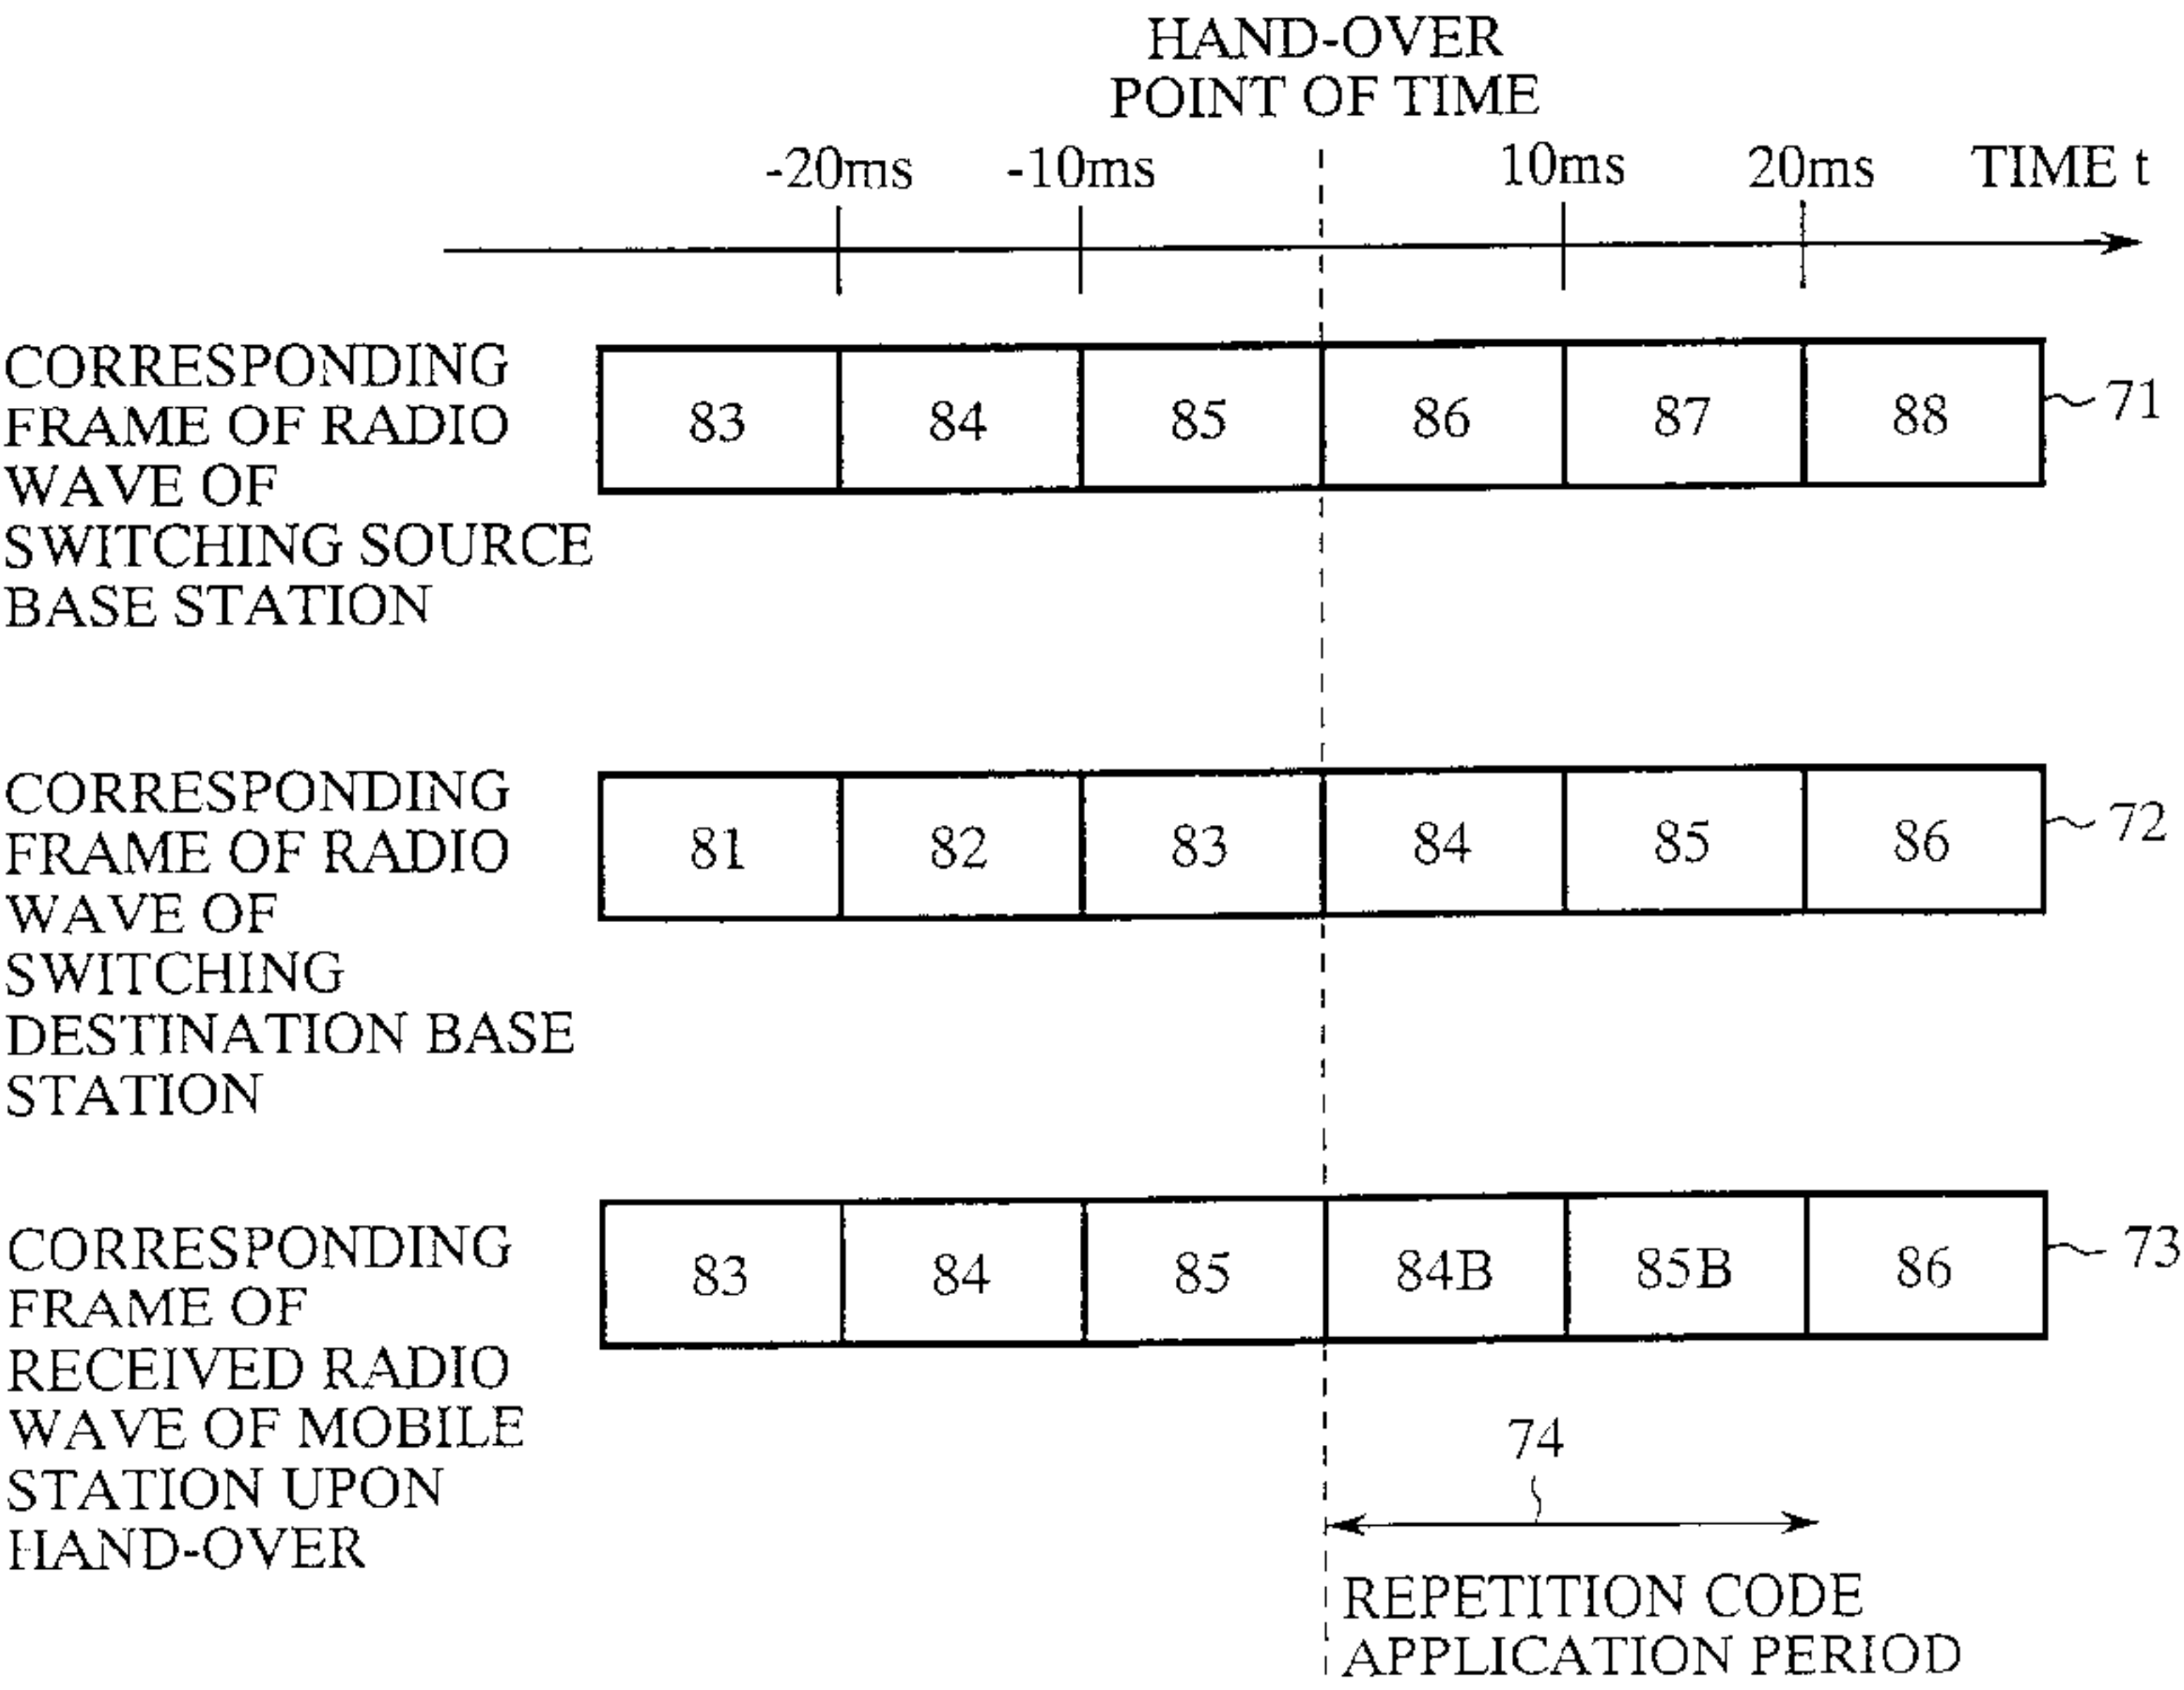 HAND-OVER
POINT OF TIME
-20ms -10ms 10ms 20ms TIME t
CORRESPONDING
FRAME OF RADIO
WAVE OF
SWITCHING SOURCE
BASE STATION
83 84 85 86 87 88 71
CORRESPONDING
FRAME OF RADIO
WAVE OF
SWITCHING
DESTINATION BASE
STATION
81 82 83 84 85 86 72
CORRESPONDING
FRAME OF
RECEIVED RADIO
WAVE OF MOBILE
STATION UPON
HAND-OVER
83 84 85 84B 85B 86 73
74
REPETITION CODE
APPLICATION PERIOD